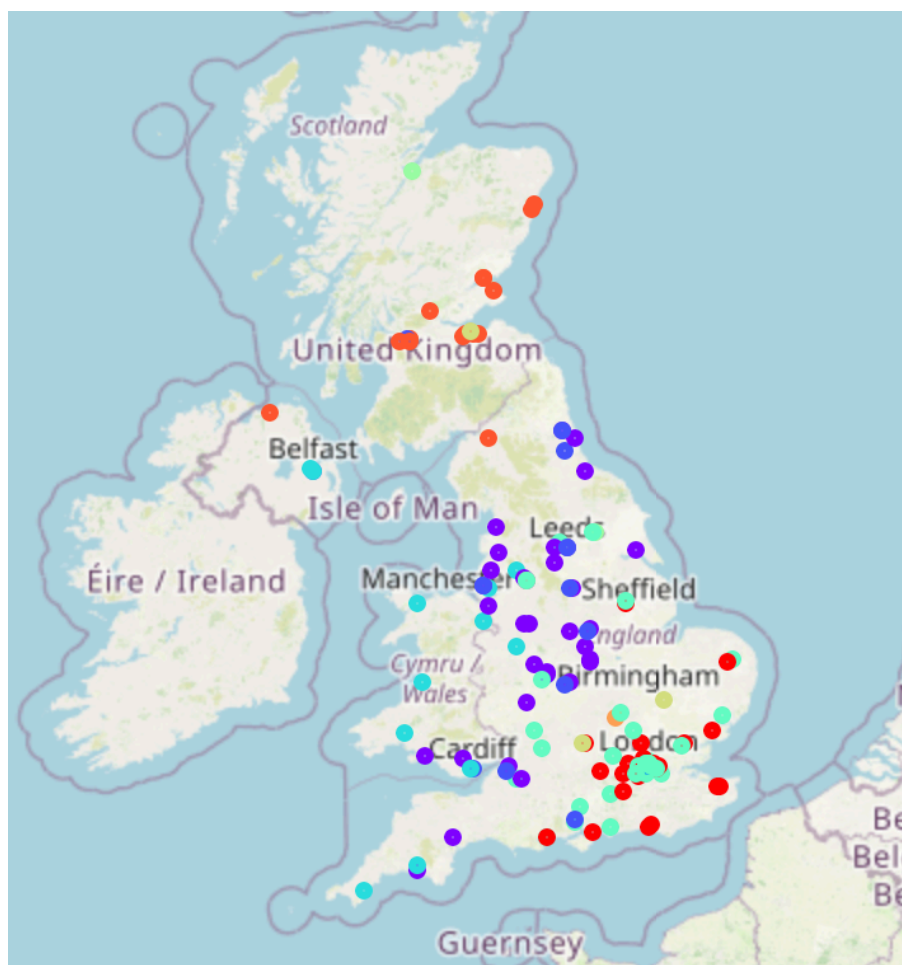 Scotland
United Kingdom
Belfast
Isle of Man
Leeds
Éire / Ireland
Manchester
Sheffield
England
Cymru /
Wales
Birmingham
Cardiff
London
Be
Bel
Be
Guernsey